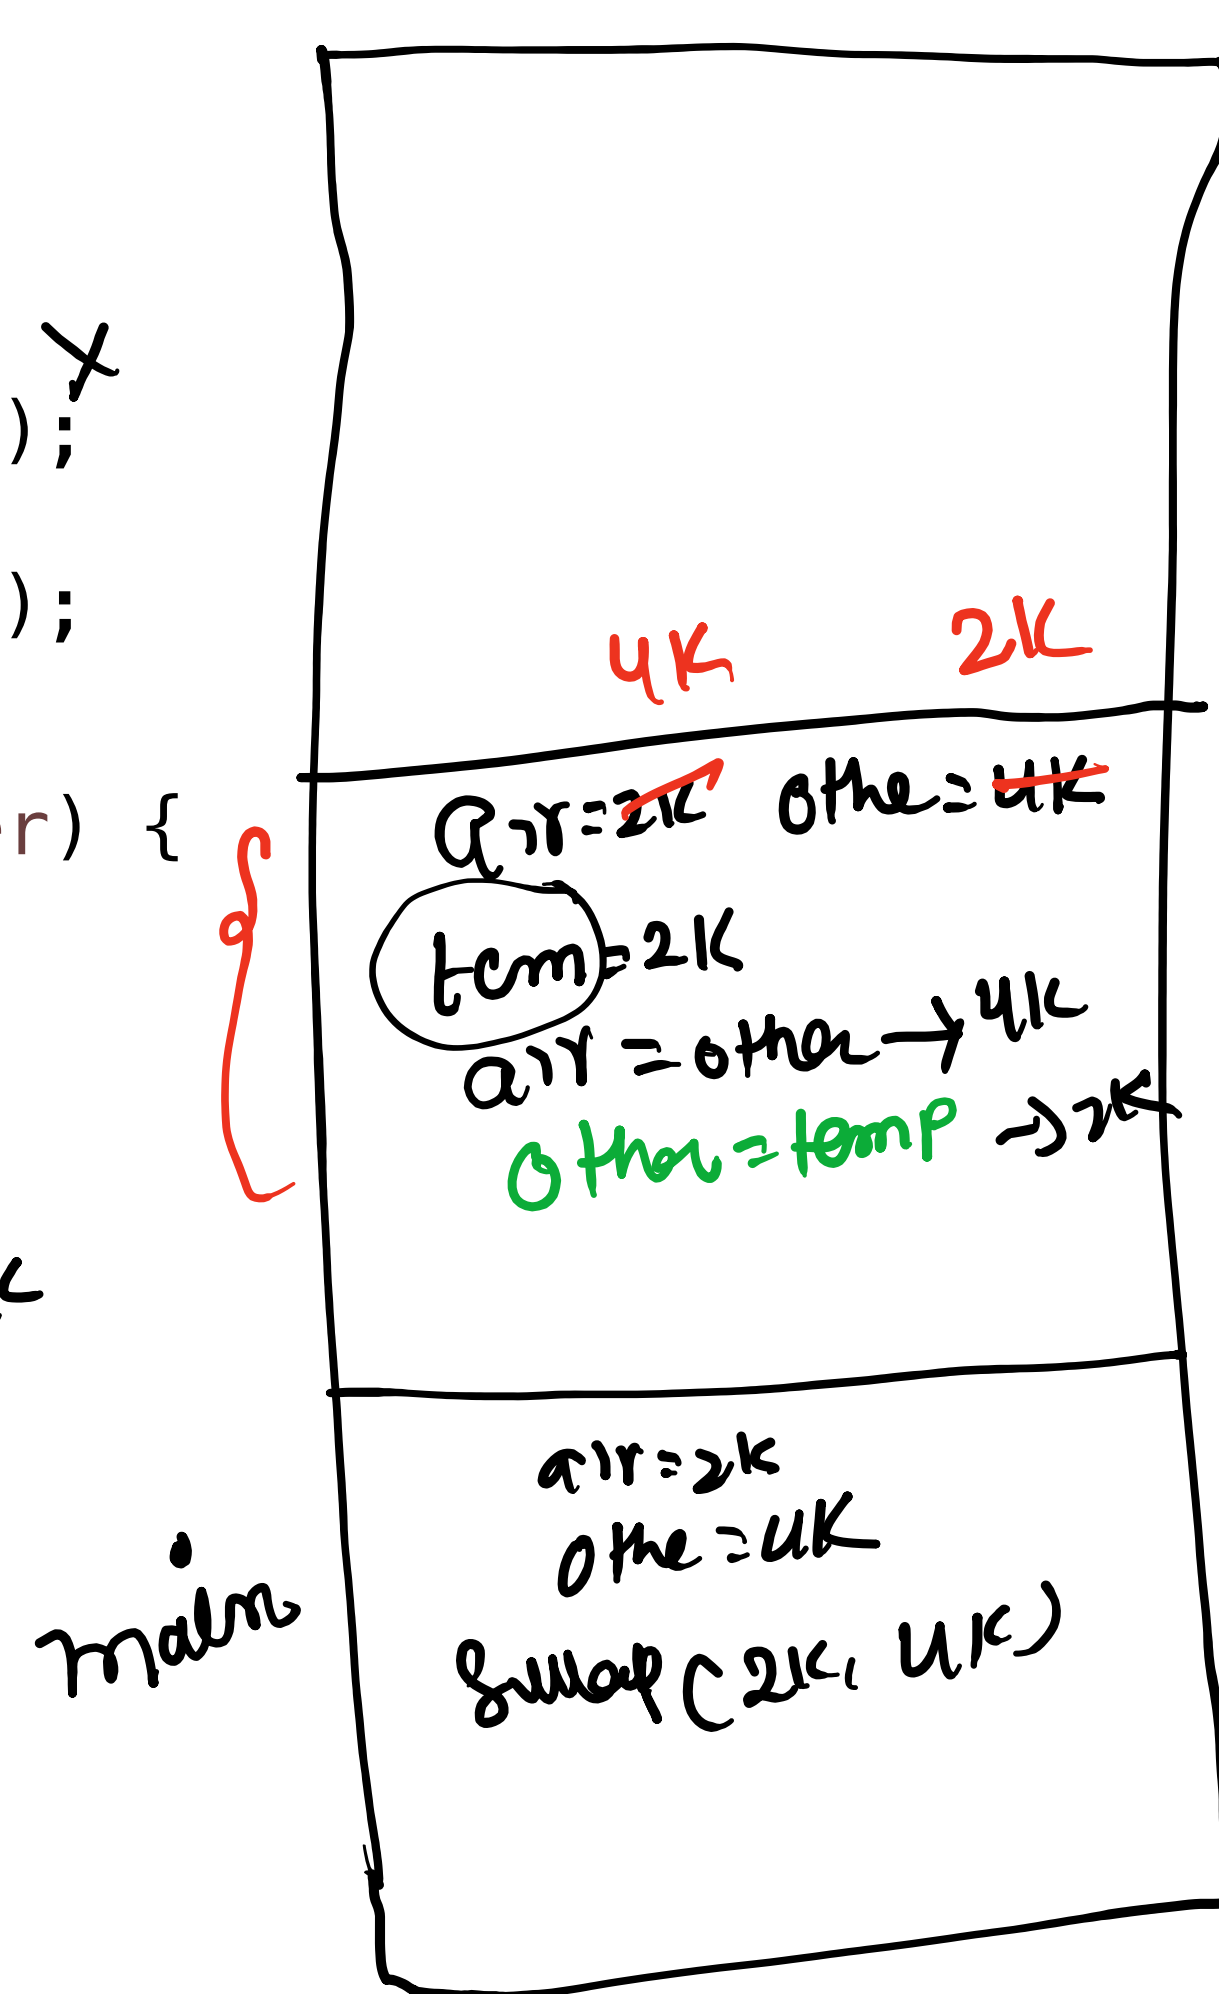 X
);
);
4K 2K
r) {
arr=2K othe=4K
tem=2K
arr=other→4K
other=temp→2K
arr=2K
othe=4K
main
Swap(2K, 4K)